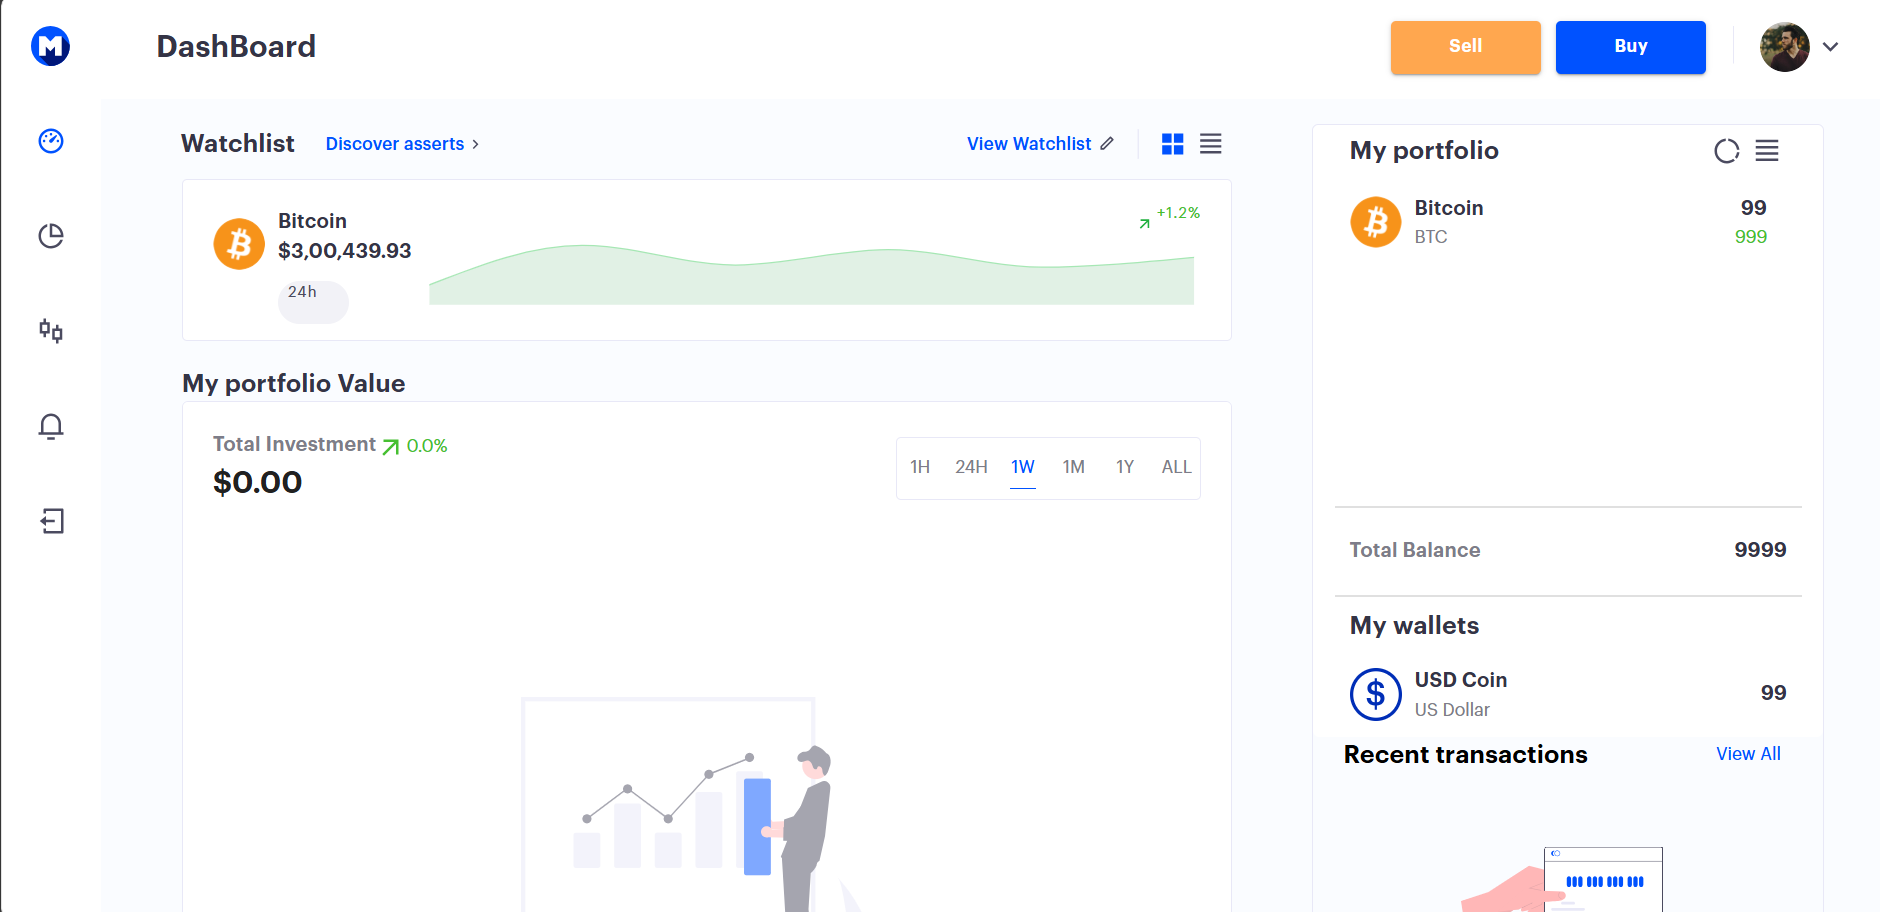 M
DashBoard
Sell
Buy
Watchlist
Discover asserts
View Watchlist
Bitcoin
$3,00,439.93
24h
+1.2%
My portfolio Value
Total Investment
0.0%
$0.00
1H 24H 1W 1M 1Y ALL
My portfolio
Bitcoin
99
BTC
999
Total Balance
9999
My wallets
USD Coin
US Dollar
99
Recent transactions
View All